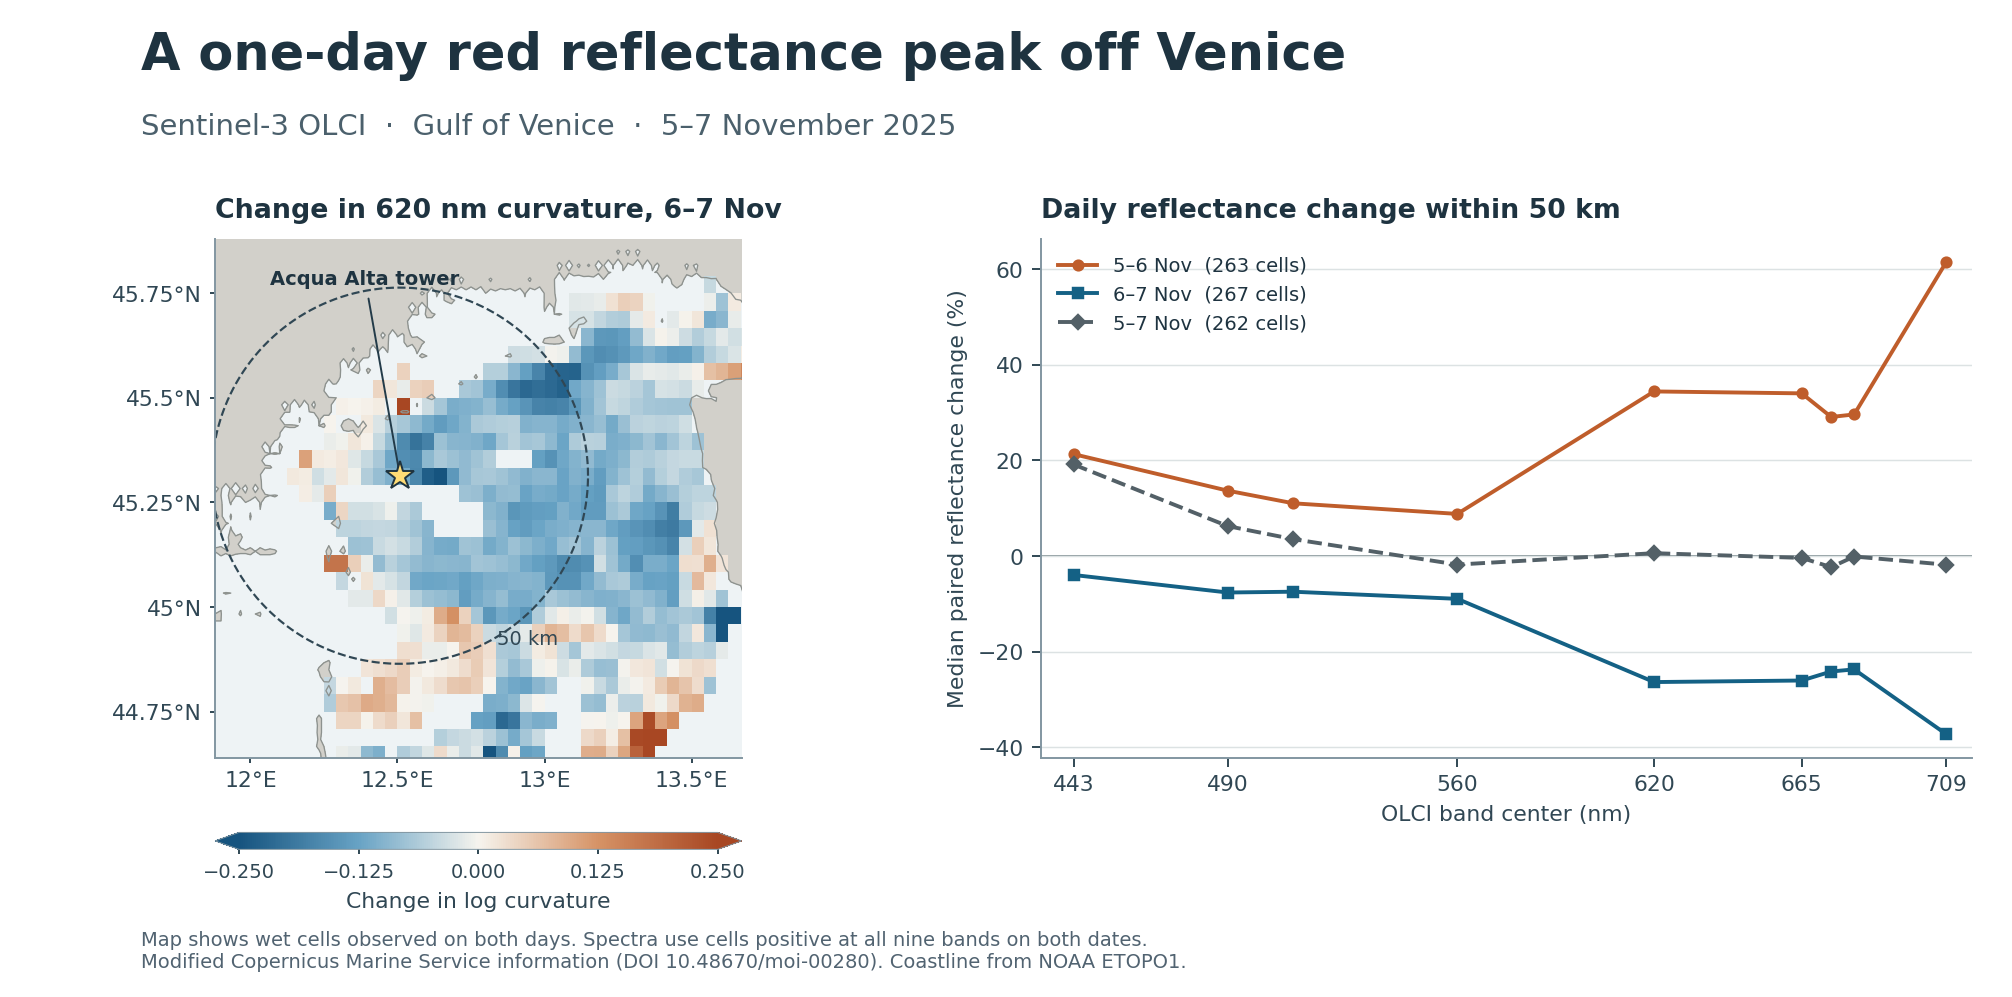 A one-day red reflectance peak off Venice
Sentinel-3 OLCI · Gulf of Venice · 5–7 November 2025
Change in 620 nm curvature, 6–7 Nov
Acqua Alta tower
50 km
45.75°N
45.5°N
45.25°N
45°N
44.75°N
12°E
12.5°E
13°E
13.5°E
−0.250
−0.125
0.000
0.125
0.250
Change in log curvature
Daily reflectance change within 50 km
5–6 Nov (263 cells)
6–7 Nov (267 cells)
5–7 Nov (262 cells)
Median paired reflectance change (%)
60
40
20
0
−20
−40
443
490
560
620
665
709
OLCI band center (nm)
Map shows wet cells observed on both days. Spectra use cells positive at all nine bands on both dates.
Modified Copernicus Marine Service information (DOI 10.48670/moi-00280). Coastline from NOAA ETOPO1.